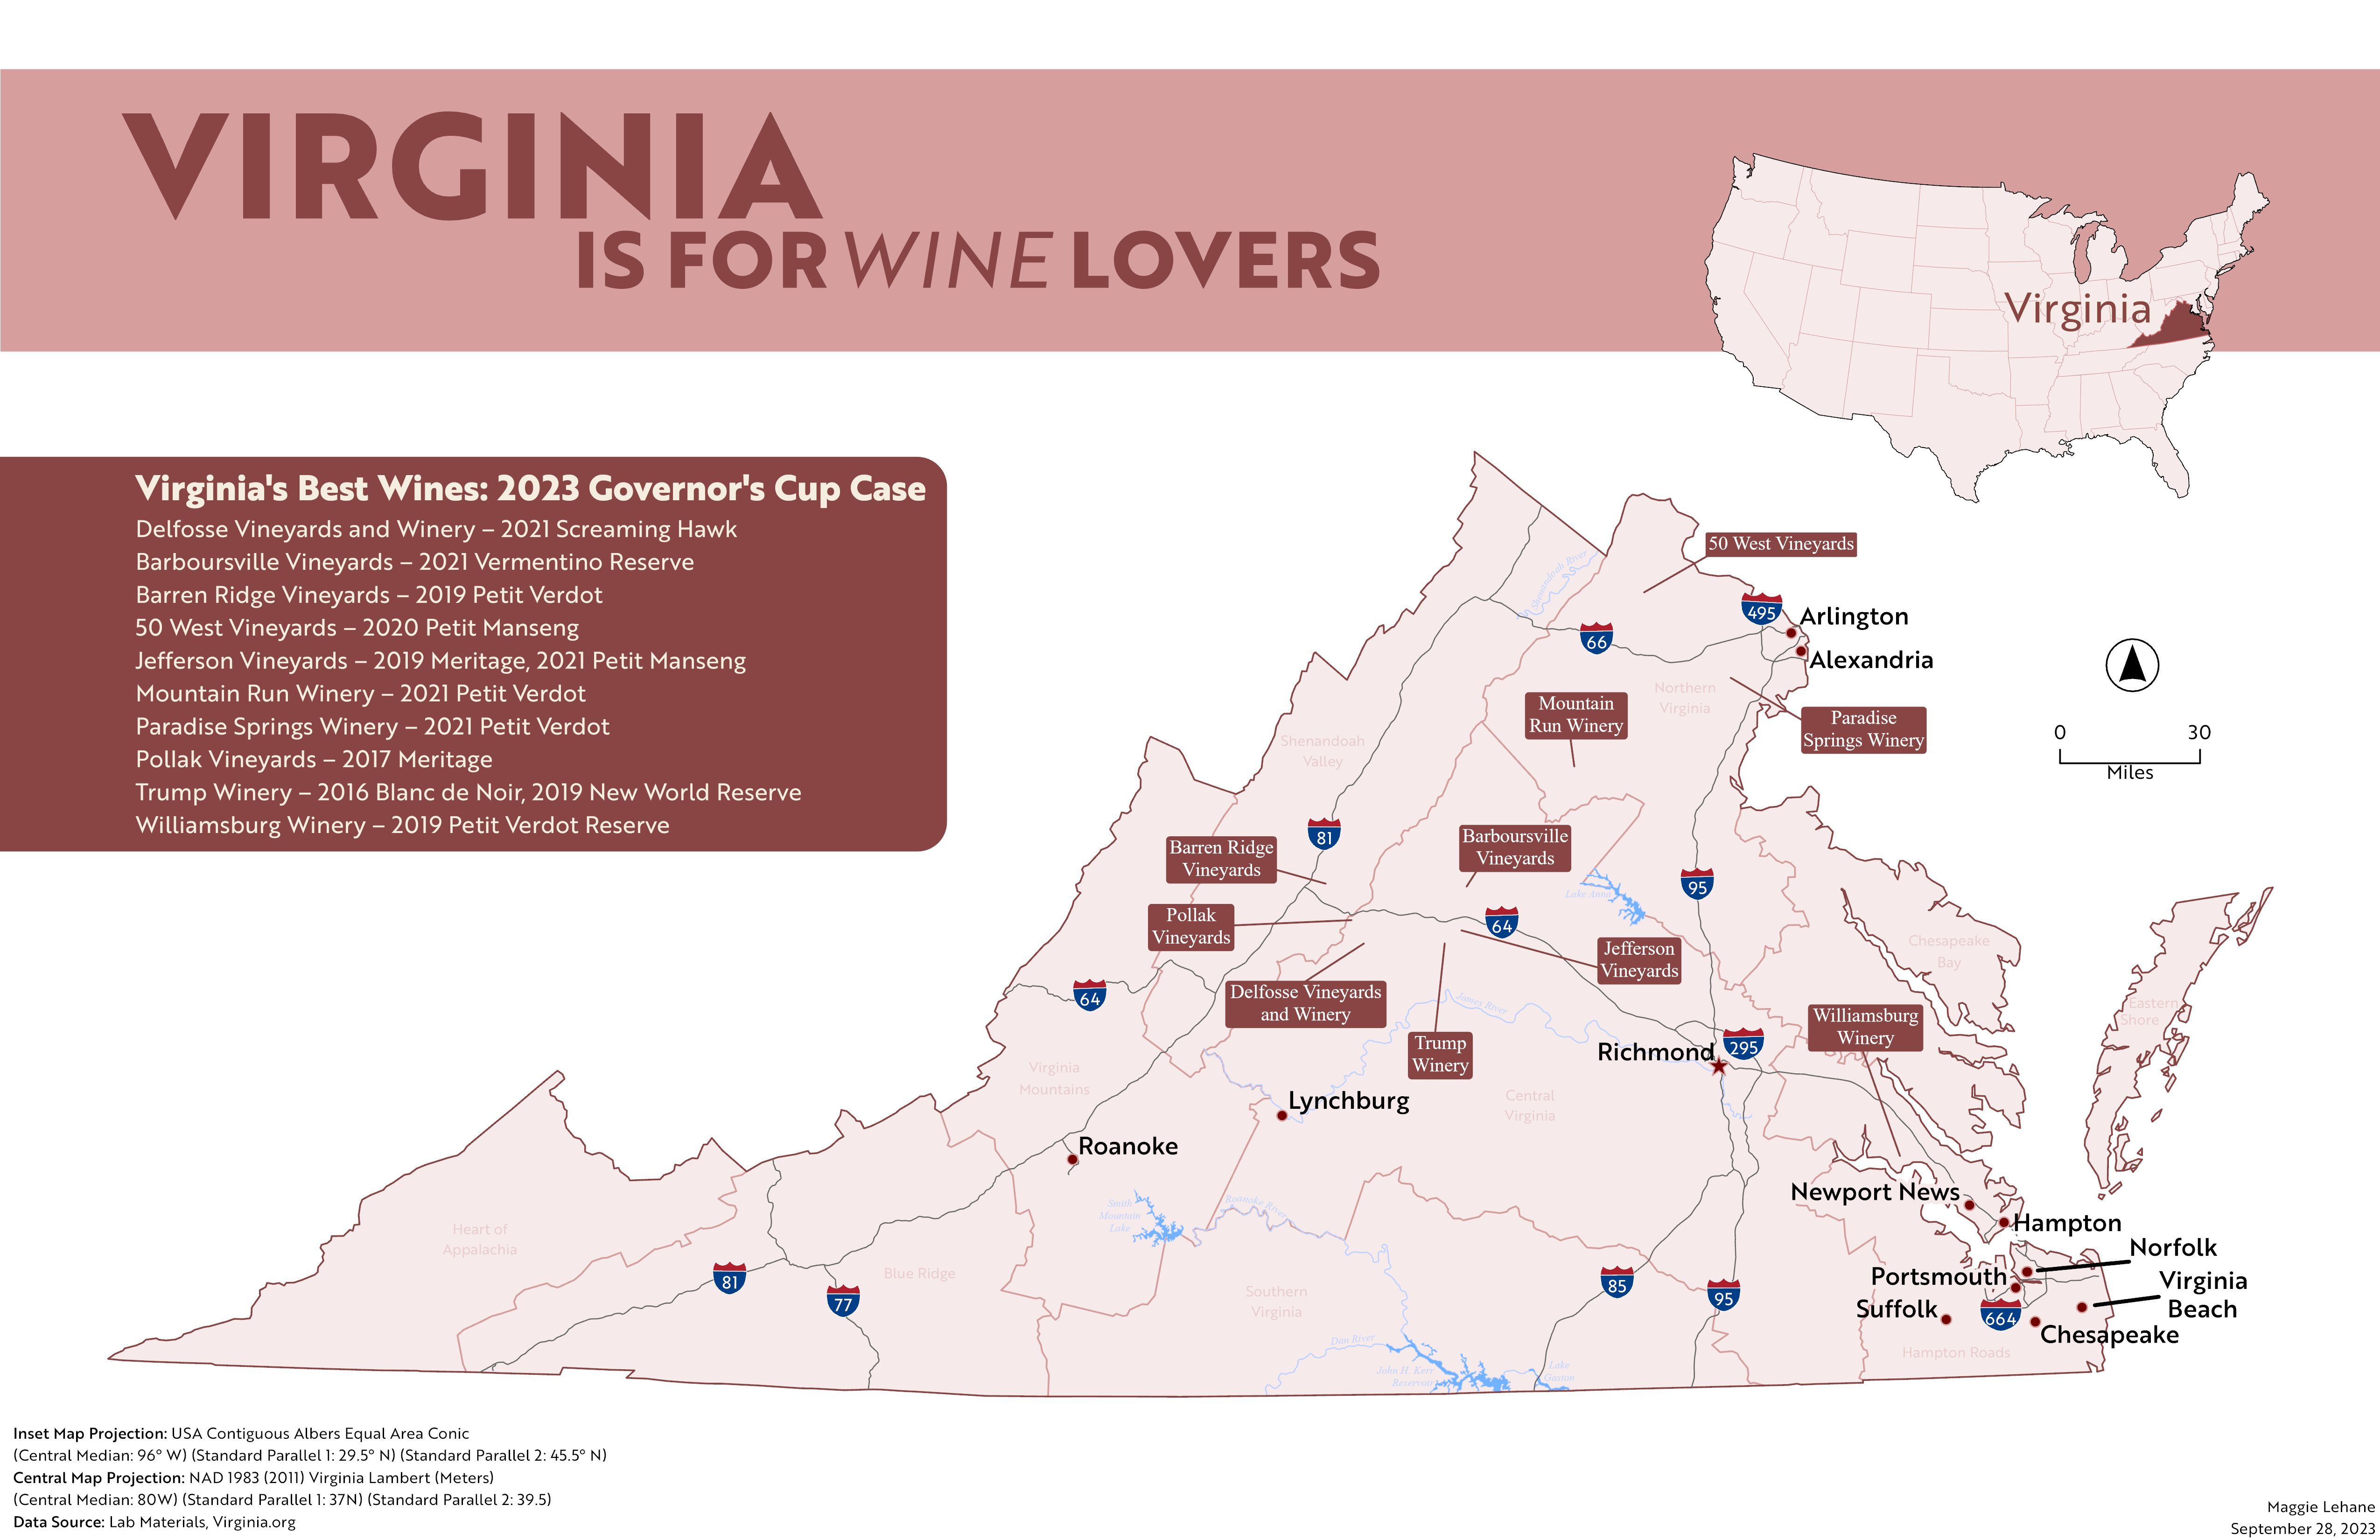 VIRGINIA
IS FOR WINE LOVERS
Virginia
Virginia's Best Wines: 2023 Governor's Cup Case
Delfosse Vineyards and Winery – 2021 Screaming Hawk
Barboursville Vineyards – 2021 Vermentino Reserve
Barren Ridge Vineyards – 2019 Petit Verdot
50 West Vineyards – 2020 Petit Manseng
Jefferson Vineyards – 2019 Meritage, 2021 Petit Manseng
Mountain Run Winery – 2021 Petit Verdot
Paradise Springs Winery – 2021 Petit Verdot
Pollak Vineyards – 2017 Meritage
Trump Winery – 2016 Blanc de Noir, 2019 New World Reserve
Williamsburg Winery – 2019 Petit Verdot Reserve
50 West Vineyards
Shenandoah River
495
Arlington
66
Alexandria
Northern
Virginia
Mountain
Run Winery
Paradise
Springs Winery
0 30
Miles
Shenandoah
Valley
81
Barren Ridge
Vineyards
Barboursville
Vineyards
95
Lake Anna
Pollak
Vineyards
64
Jefferson
Vineyards
Chesapeake
Bay
64
Delfosse Vineyards
and Winery
James River
Eastern
Shore
Williamsburg
Winery
Trump
Winery
Richmond
295
Virginia
Mountains
Lynchburg
Central
Virginia
Roanoke
Newport News
Smith
Mountain
Lake
Roanoke River
Hampton
Heart of
Appalachia
Norfolk
Blue Ridge
81
77
Southern
Virginia
85
95
Portsmouth
Virginia
Beach
Suffolk
664
Chesapeake
Hampton Roads
Dan River
John H. Kerr
Reservoir
Lake
Gaston
Inset Map Projection: USA Contiguous Albers Equal Area Conic
(Central Median: 96° W) (Standard Parallel 1: 29.5° N) (Standard Parallel 2: 45.5° N)
Central Map Projection: NAD 1983 (2011) Virginia Lambert (Meters)
(Central Median: 80W) (Standard Parallel 1: 37N) (Standard Parallel 2: 39.5)
Data Source: Lab Materials, Virginia.org
Maggie Lehane
September 28, 2023